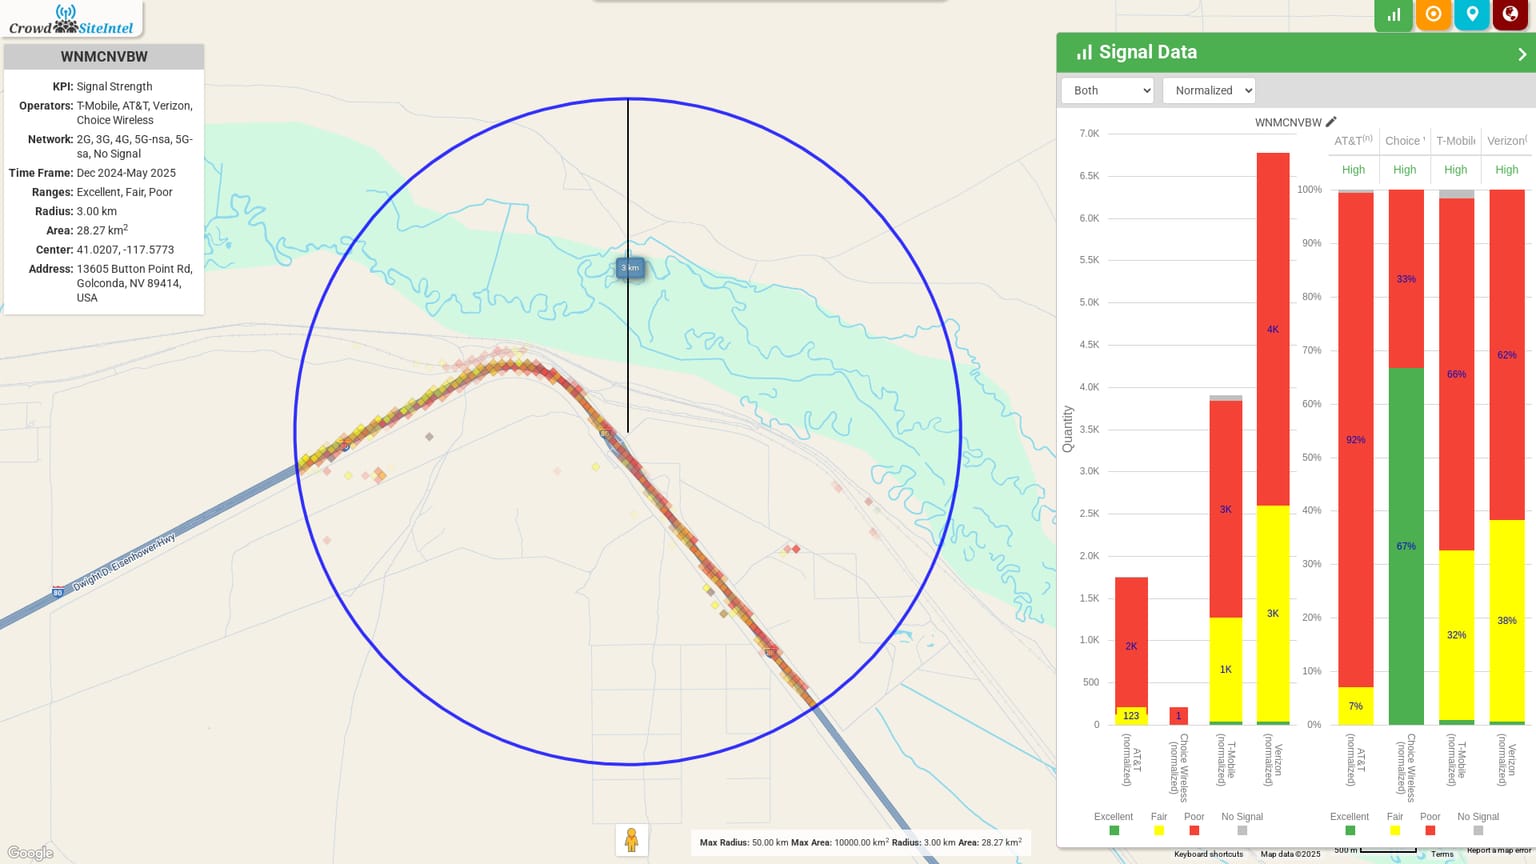 Crowd SiteIntel
WNMCNVBW
KPI: Signal Strength
Operators: T-Mobile, AT&T, Verizon,
Choice Wireless
Network: 2G, 3G, 4G, 5G-nsa, 5G-
sa, No Signal
Time Frame: Dec 2024-May 2025
Ranges: Excellent, Fair, Poor
Radius: 3.00 km
Area: 28.27 km2
Center: 41.0207, -117.5773
Address: 13605 Button Point Rd,
Golconda, NV 89414,
USA
3 km
80
Dwight D. Eisenhower Hwy
Google
Max Radius: 50.00 km Max Area: 10000.00 km2 Radius: 3.00 km Area: 28.27 km2
Signal Data
Both
Normalized
WNMCNVBW
7.0K
6.5K
6.0K
5.5K
5.0K
4.5K
4.0K
3.5K
3.0K
2.5K
2.0K
1.5K
1.0K
500
0
Quantity
2K
123
1
3K
1K
4K
3K
AT&T
(normalized)
Choice Wireless
(normalized)
T-Mobile
(normalized)
Verizon
(normalized)
Excellent Fair Poor No Signal
AT&T(n) Choice T-Mobile Verizon(
High High High High
100%
90%
80%
70%
60%
50%
40%
30%
20%
10%
0%
92%
7%
33%
67%
66%
32%
62%
38%
AT&T
(normalized)
Choice Wireless
(normalized)
T-Mobile
(normalized)
Verizon
(normalized)
Excellent Fair Poor No Signal
Keyboard shortcuts Map data ©2025 500 m Terms Report a map error